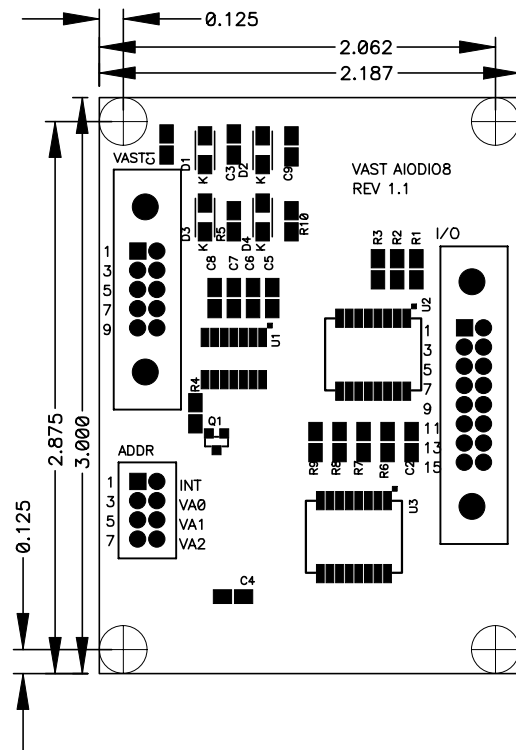 0.125
2.062
2.187
VAST
C1
D1
C3
D2
C9
K
K
VAST AIODIO8
REV 1.1
D3
R5
D4
R10
K
K
I/O
R3
R2
R1
C8
C7
C6
C5
1
3
5
7
9
U1
U2
1
3
5
7
9
11
13
15
R4
Q1
2.875
3.000
R9
R8
R7
R6
C2
ADDR
1 INT
3 VA0
5 VA1
7 VA2
U3
0.125
C4